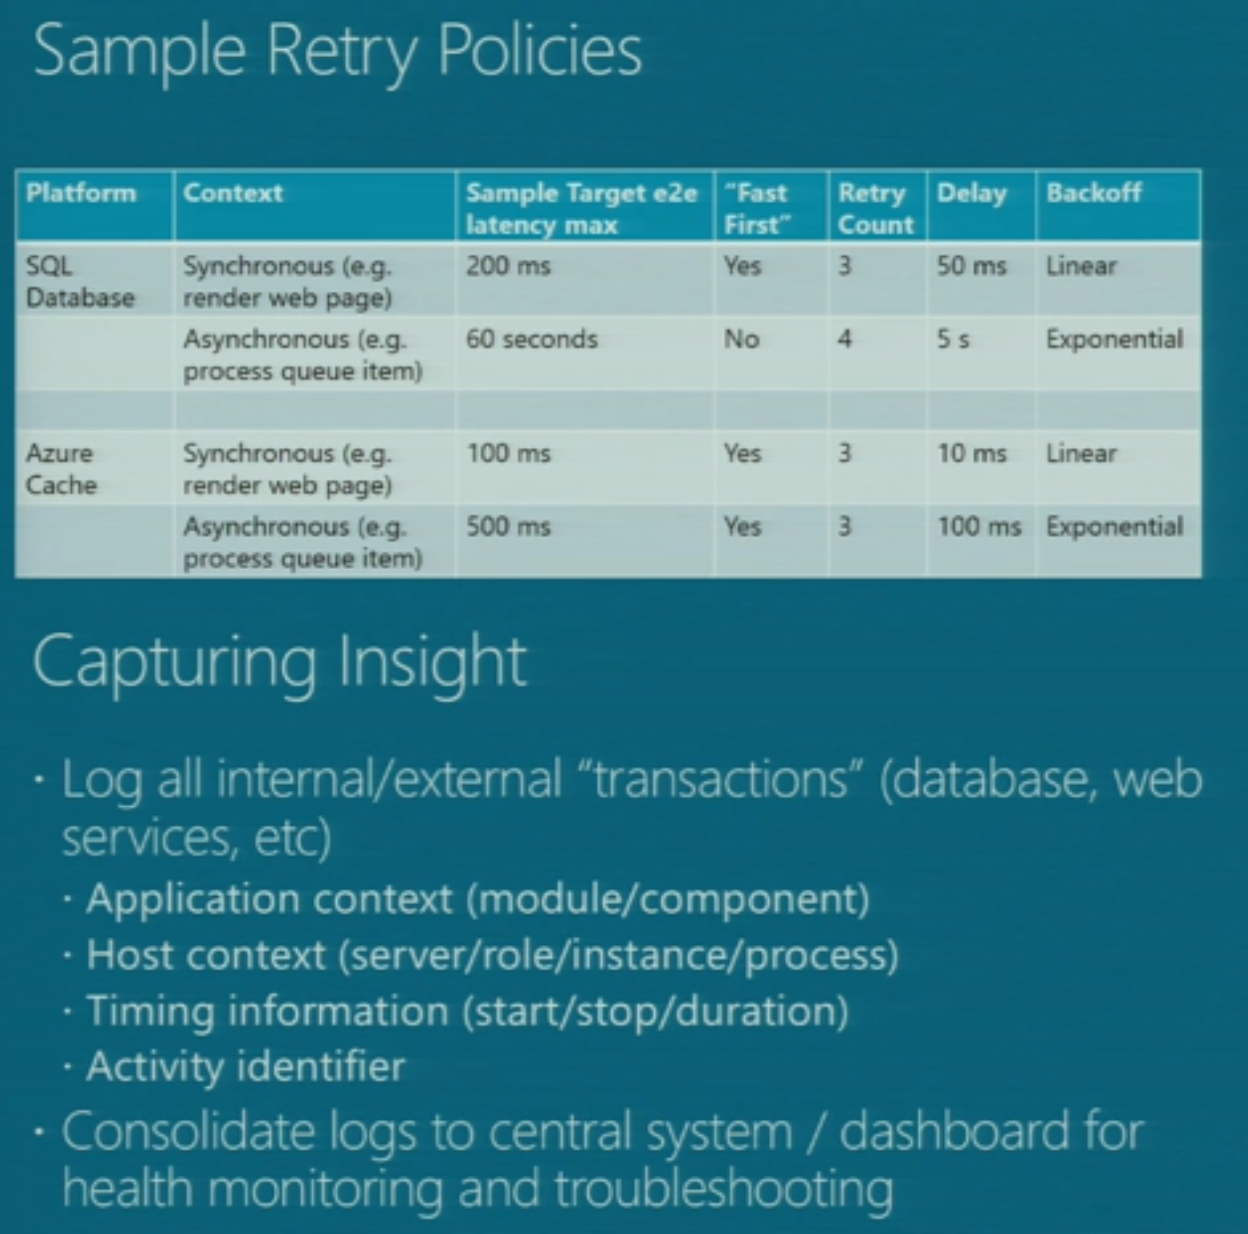 Sample Retry Policies
Platform Context Sample Target e2e latency max "Fast First" Retry Count Delay Backoff
SQL Database Synchronous (e.g. render web page) 200 ms Yes 3 50 ms Linear
Asynchronous (e.g. process queue item) 60 seconds No 4 5 s Exponential
Azure Cache Synchronous (e.g. render web page) 100 ms Yes 3 10 ms Linear
Asynchronous (e.g. process queue item) 500 ms Yes 3 100 ms Exponential
Capturing Insight
· Log all internal/external "transactions" (database, web
services, etc)
· Application context (module/component)
· Host context (server/role/instance/process)
· Timing information (start/stop/duration)
· Activity identifier
· Consolidate logs to central system / dashboard for
health monitoring and troubleshooting